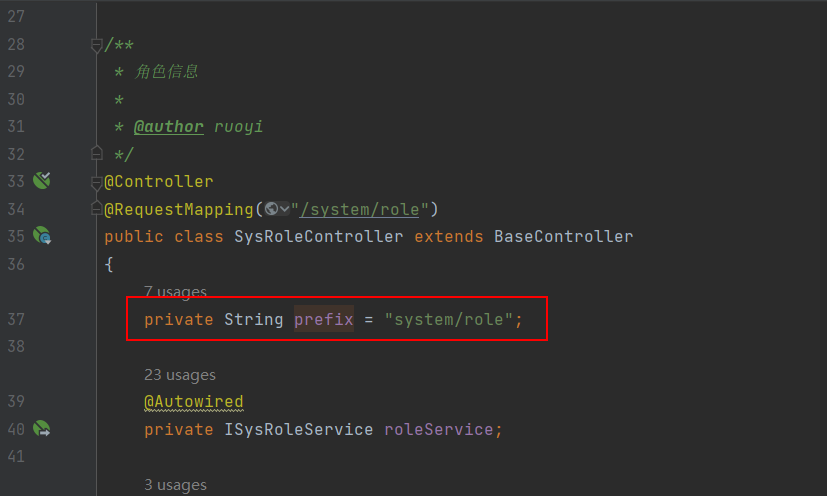 27
28 /**
29 * 角色信息
30 *
31 * @author ruoyi
32 */
33 @Controller
34 @RequestMapping("/system/role")
35 public class SysRoleController extends BaseController
36 {
7 usages
37 private String prefix = "system/role";
38
23 usages
39 @Autowired
40 private ISysRoleService roleService;
41
3 usages